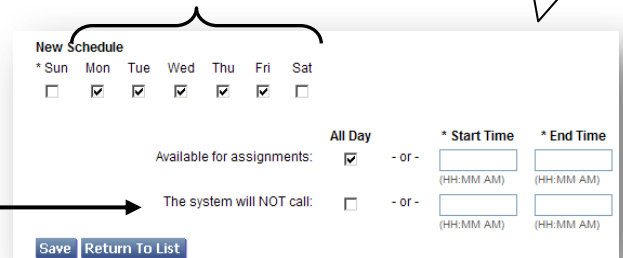 New Schedule
* Sun Mon Tue Wed Thu Fri Sat
All Day * Start Time * End Time
Available for assignments: - or -
(HH:MM AM) (HH:MM AM)
The system will NOT call: - or -
(HH:MM AM) (HH:MM AM)
Save Return To List